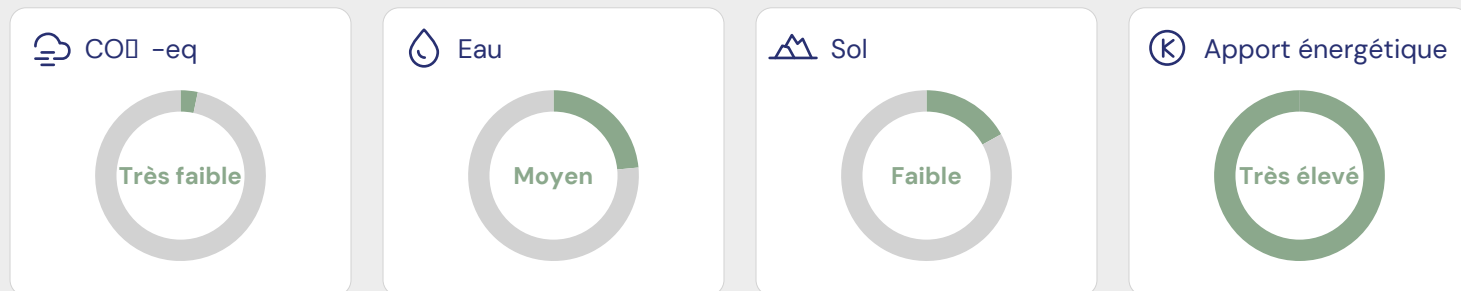 CO▯ -eq
Eau
Sol
Apport énergétique
Très faible
Moyen
Faible
Très élevé